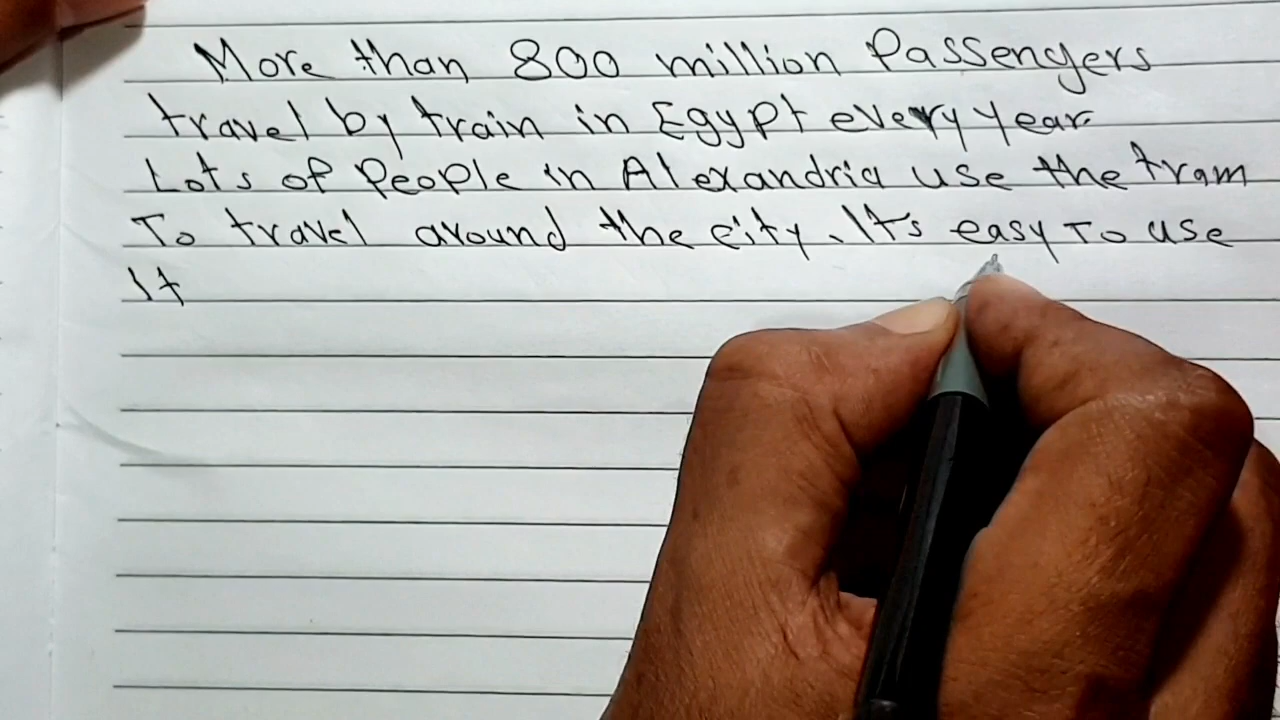 More than 800 million Passengers
travel by train in Egypt every year
Lots of People in Alexandria use the tram
To travel around the city. It's easy To use
It